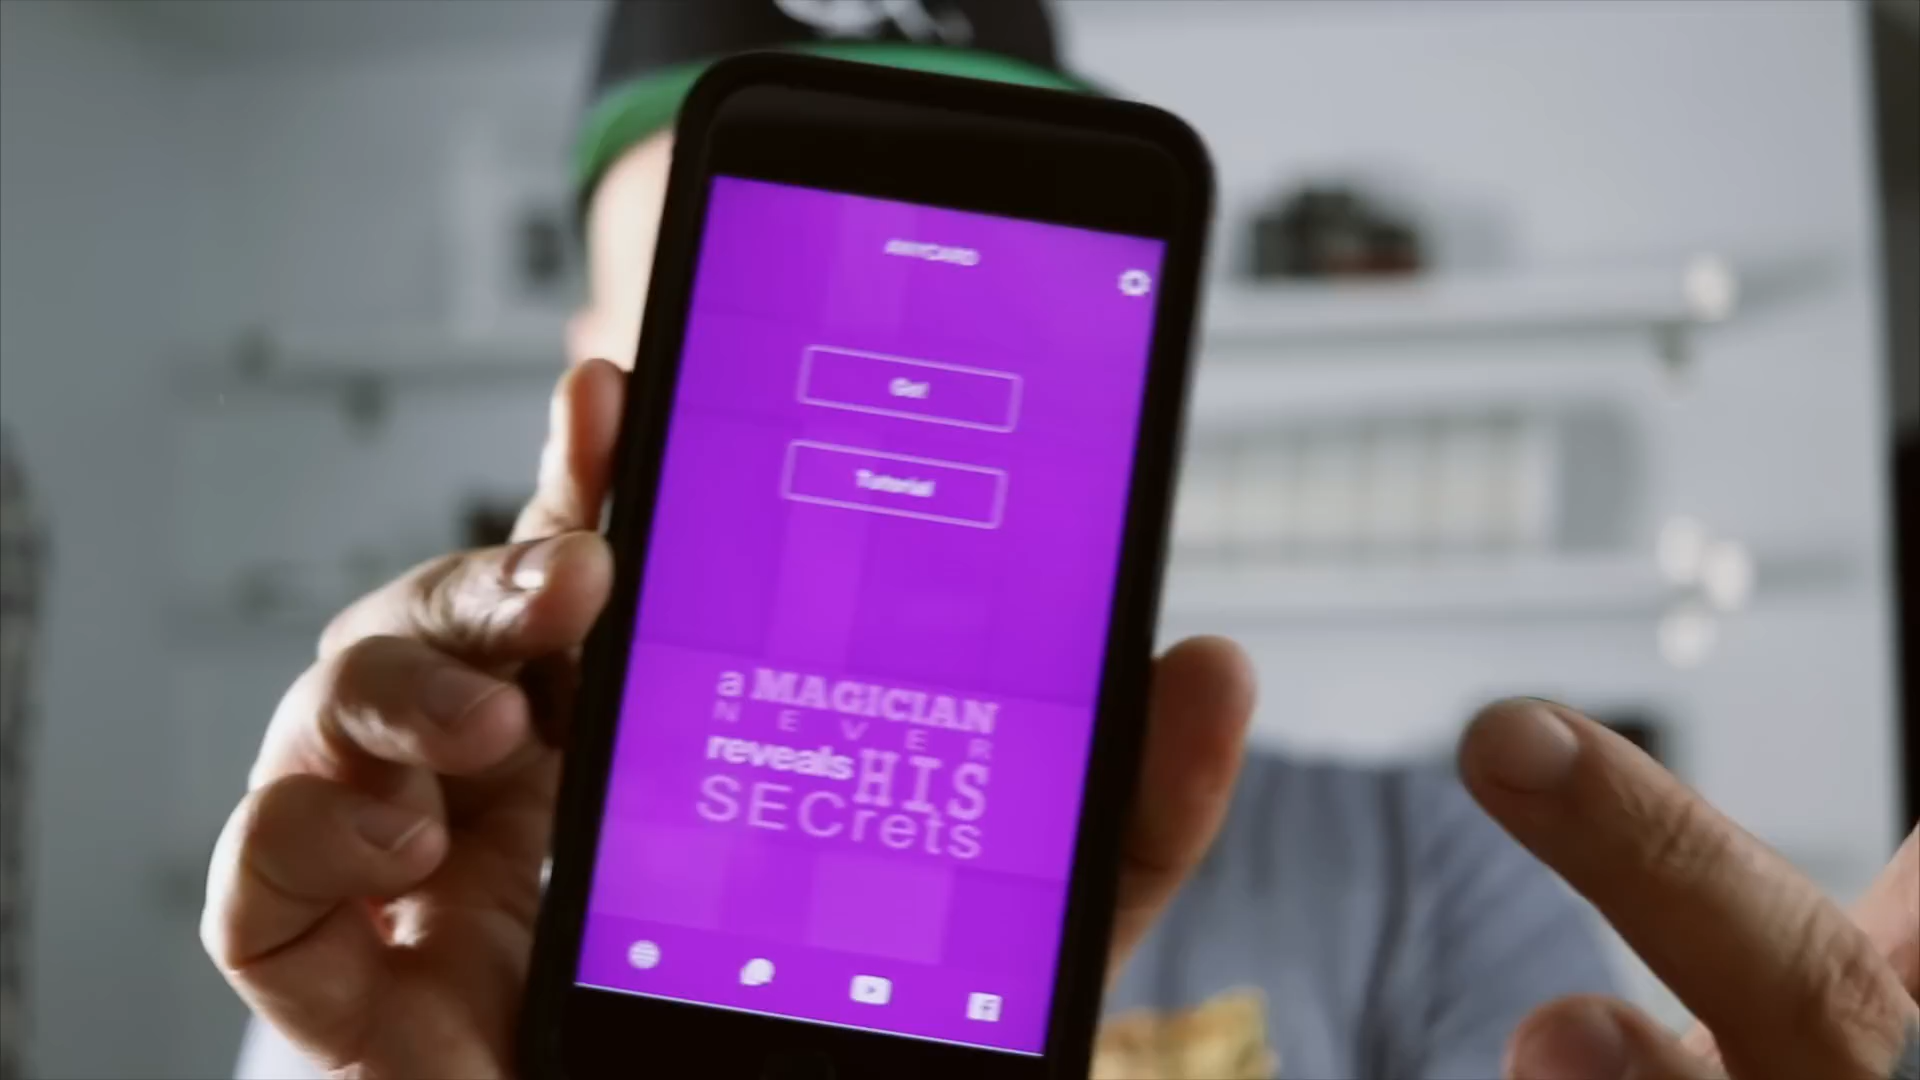 ANYCARD
Go!
Tutorial
a MAGICIAN
NEVER
reveals HIS
SECrets